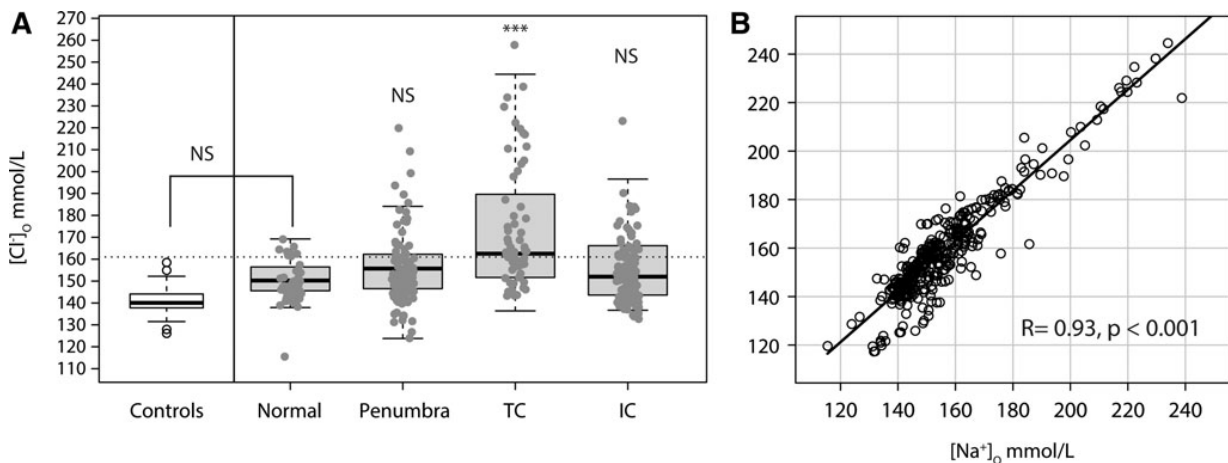 A
270
260
250
240
230
220
210
200
190
180
170
160
150
140
130
120
110
[Cl-]o mmol/L
NS
NS
***
NS
Controls
Normal
Penumbra
TC
IC
B
240
220
200
180
160
140
120
R= 0.93, p < 0.001
120 140 160 180 200 220 240
[Na+]o mmol/L